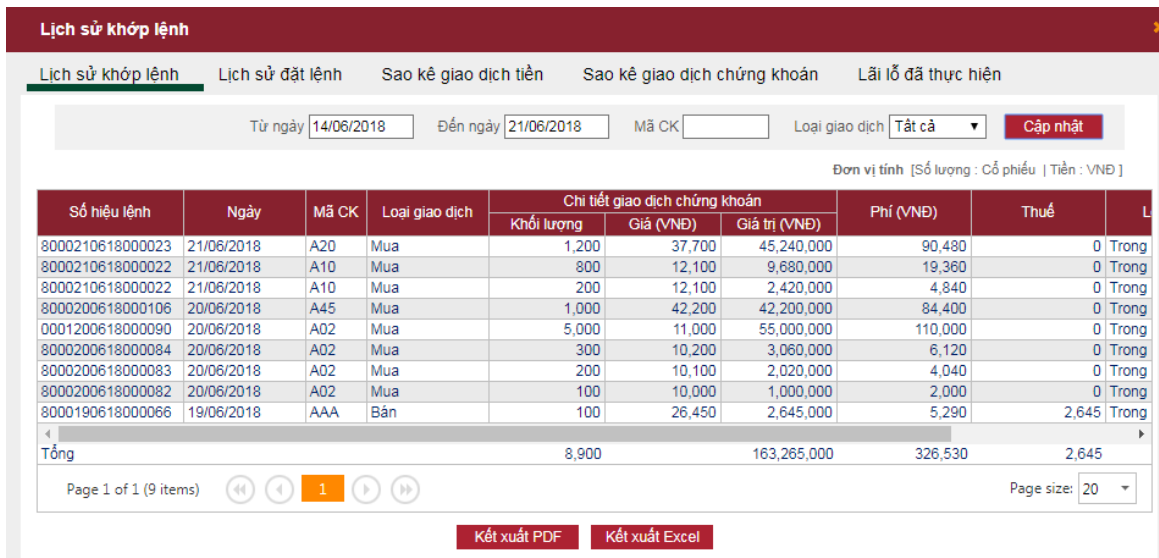 Lịch sử khớp lệnh
Lịch sử khớp lệnh Lịch sử đặt lệnh Sao kê giao dịch tiền Sao kê giao dịch chứng khoán Lãi lỗ đã thực hiện
Từ ngày 14/06/2018 Đến ngày 21/06/2018 Mã CK Loại giao dịch Tất cả Cập nhật
Đơn vị tính [Số lượng : Cổ phiếu | Tiền : VNĐ ]
Số hiệu lệnh Ngày Mã CK Loại giao dịch Chi tiết giao dịch chứng khoán Phí (VNĐ) Thuế
Khối lượng Giá (VNĐ) Giá trị (VNĐ)
8000210618000023 21/06/2018 A20 Mua 1,200 37,700 45,240,000 90,480 0 Trong
8000210618000022 21/06/2018 A10 Mua 800 12,100 9,680,000 19,360 0 Trong
8000210618000022 21/06/2018 A10 Mua 200 12,100 2,420,000 4,840 0 Trong
8000200618000106 20/06/2018 A45 Mua 1,000 42,200 42,200,000 84,400 0 Trong
0001200618000090 20/06/2018 A02 Mua 5,000 11,000 55,000,000 110,000 0 Trong
8000200618000084 20/06/2018 A02 Mua 300 10,200 3,060,000 6,120 0 Trong
8000200618000083 20/06/2018 A02 Mua 200 10,100 2,020,000 4,040 0 Trong
8000200618000082 20/06/2018 A02 Mua 100 10,000 1,000,000 2,000 0 Trong
8000190618000066 19/06/2018 AAA Bán 100 26,450 2,645,000 5,290 2,645 Trong
Tổng 8,900 163,265,000 326,530 2,645
Page 1 of 1 (9 items) 1 Page size: 20
Kết xuất PDF Kết xuất Excel